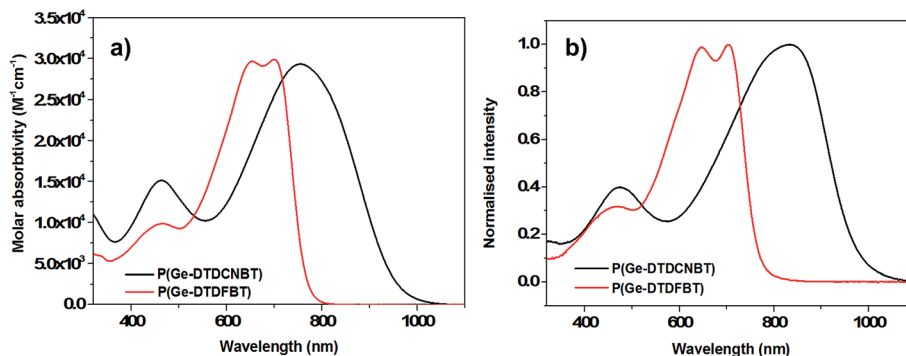 a)
Molar absorbtivity (M⁻¹ cm⁻¹)
3.5x10⁴
3.0x10⁴
2.5x10⁴
2.0x10⁴
1.5x10⁴
1.0x10⁴
5.0x10³
0.0
P(Ge-DTDCNBT)
P(Ge-DTDFBT)
400 600 800 1000
Wavelength (nm)
b)
Normalised intensity
1.0
0.8
0.6
0.4
0.2
0.0
P(Ge-DTDCNBT)
P(Ge-DTDFBT)
400 600 800 1000
Wavelength (nm)